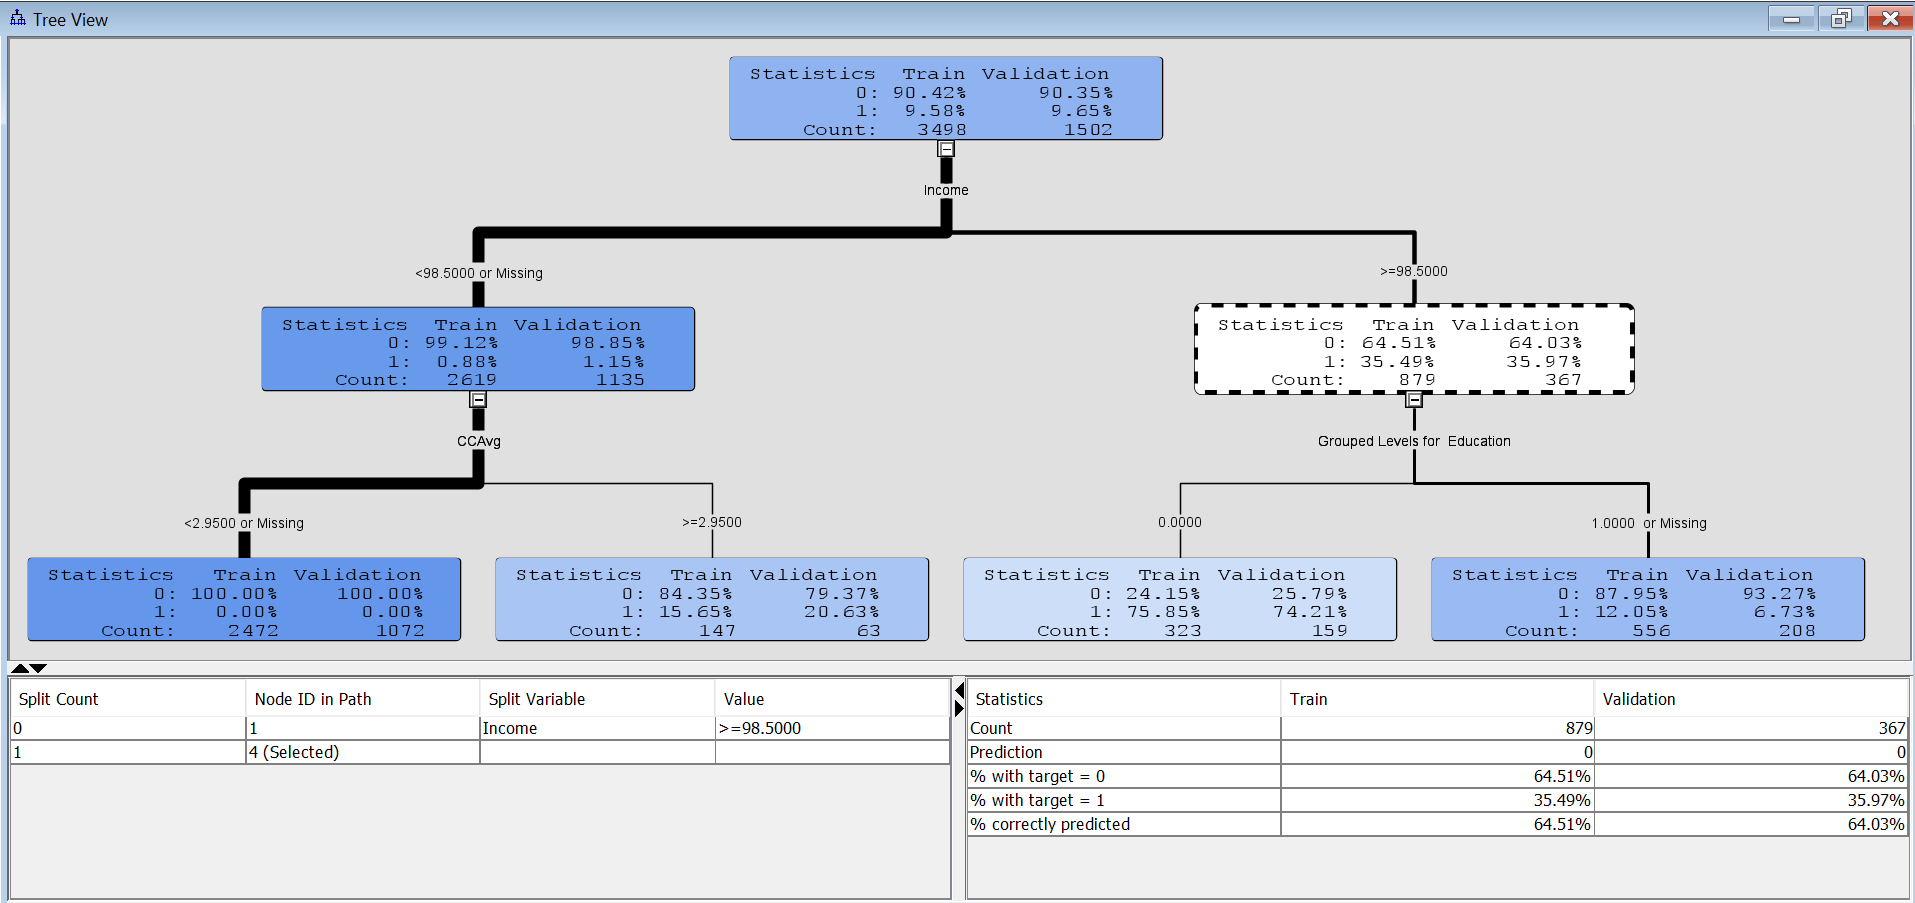 Tree View
Statistics Train Validation
0: 90.42% 90.35%
1: 9.58% 9.65%
Count: 3498 1502
Income
<98.5000 or Missing
>=98.5000
Statistics Train Validation
0: 99.12% 98.85%
1: 0.88% 1.15%
Count: 2619 1135
Statistics Train Validation
0: 64.51% 64.03%
1: 35.49% 35.97%
Count: 879 367
CCAvg
Grouped Levels for Education
<2.9500 or Missing
>=2.9500
0.0000
1.0000 or Missing
Statistics Train Validation
0: 100.00% 100.00%
1: 0.00% 0.00%
Count: 2472 1072
Statistics Train Validation
0: 84.35% 79.37%
1: 15.65% 20.63%
Count: 147 63
Statistics Train Validation
0: 24.15% 25.79%
1: 75.85% 74.21%
Count: 323 159
Statistics Train Validation
0: 87.95% 93.27%
1: 12.05% 6.73%
Count: 556 208
Split Count Node ID in Path Split Variable Value
0 1 Income >=98.5000
1 4 (Selected)
Statistics Train Validation
Count 879 367
Prediction 0 0
% with target = 0 64.51% 64.03%
% with target = 1 35.49% 35.97%
% correctly predicted 64.51% 64.03%